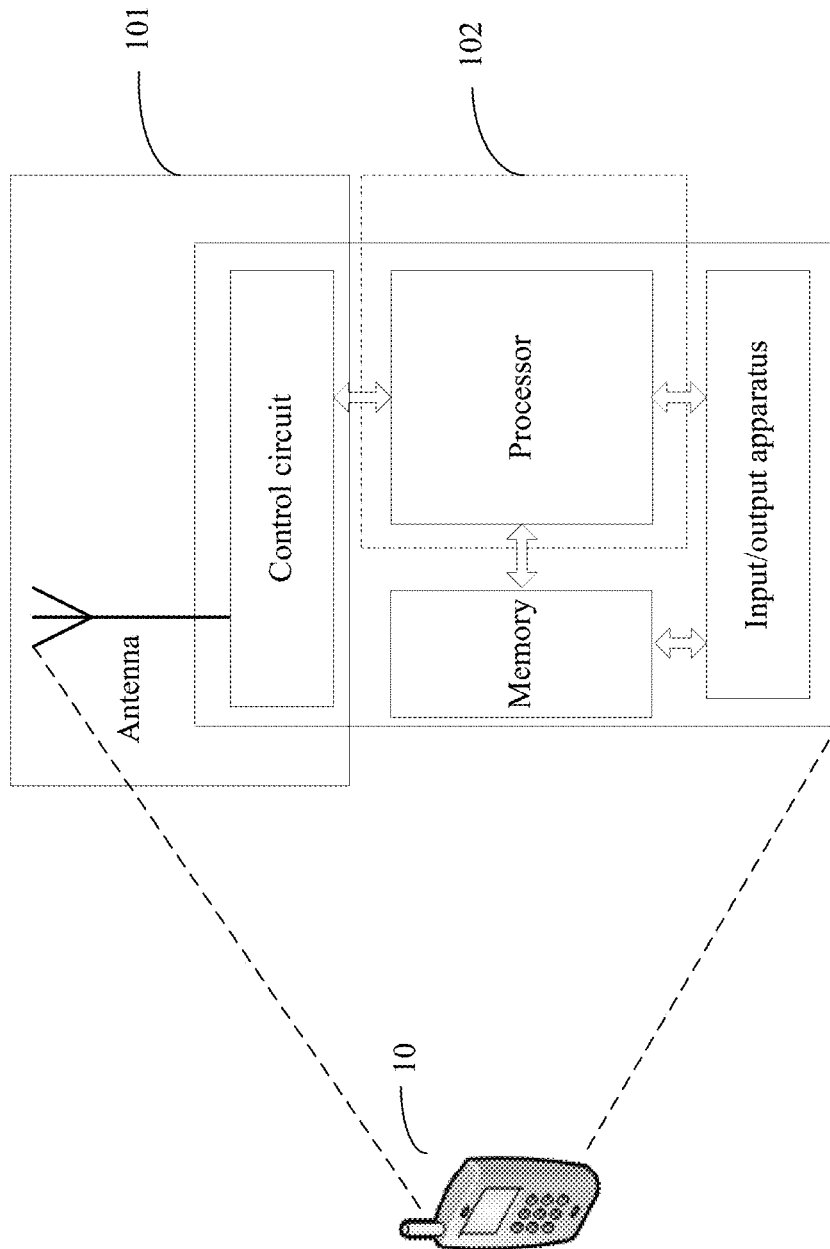 101
102
Antenna
Control circuit
Processor
Memory
Input/output apparatus
10